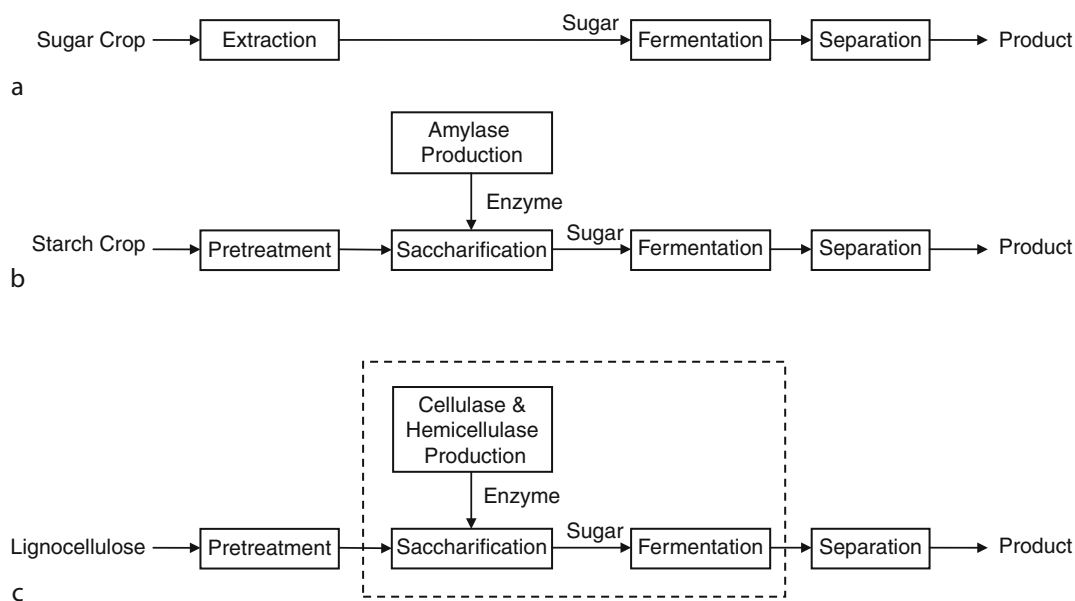 Sugar Crop
Extraction
Sugar
Fermentation
Separation
Product
a
Amylase
Production
Enzyme
Starch Crop
Pretreatment
Saccharification
Sugar
Fermentation
Separation
Product
b
Cellulase &
Hemicellulase
Production
Enzyme
Lignocellulose
Pretreatment
Saccharification
Sugar
Fermentation
Separation
Product
c